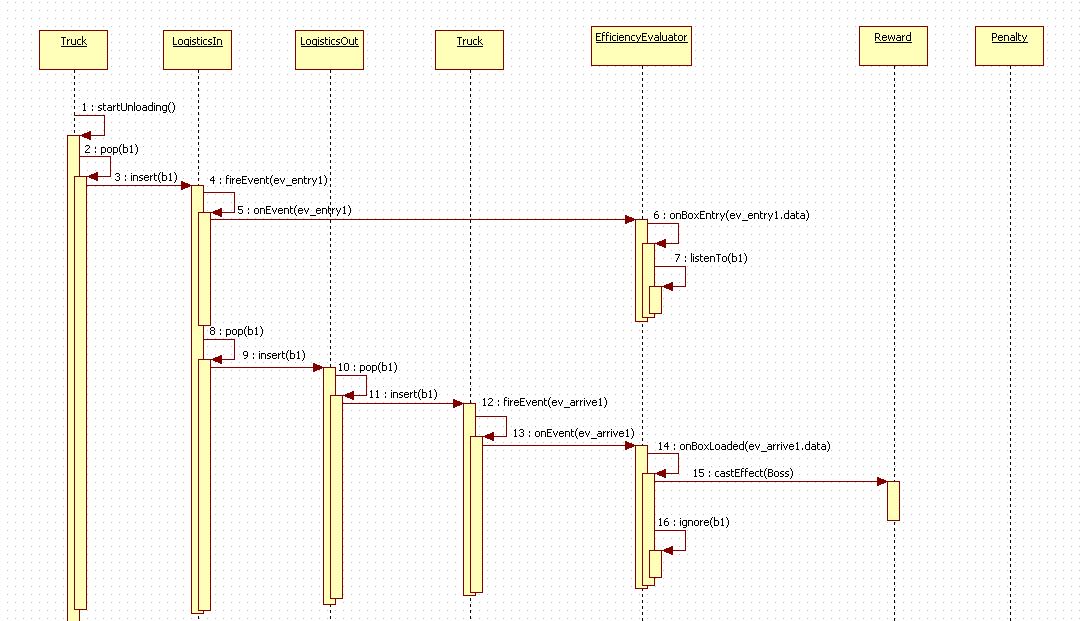 Truck
LogisticsIn
LogisticsOut
Truck
EfficiencyEvaluator
Reward
Penalty
1 : startUnloading()
2 : pop(b1)
3 : insert(b1)
4 : fireEvent(ev_entry1)
5 : onEvent(ev_entry1)
6 : onBoxEntry(ev_entry1.data)
7 : listenTo(b1)
8 : pop(b1)
9 : insert(b1)
10 : pop(b1)
11 : insert(b1)
12 : fireEvent(ev_arrive1)
13 : onEvent(ev_arrive1)
14 : onBoxLoaded(ev_arrive1.data)
15 : castEffect(Boss)
16 : ignore(b1)